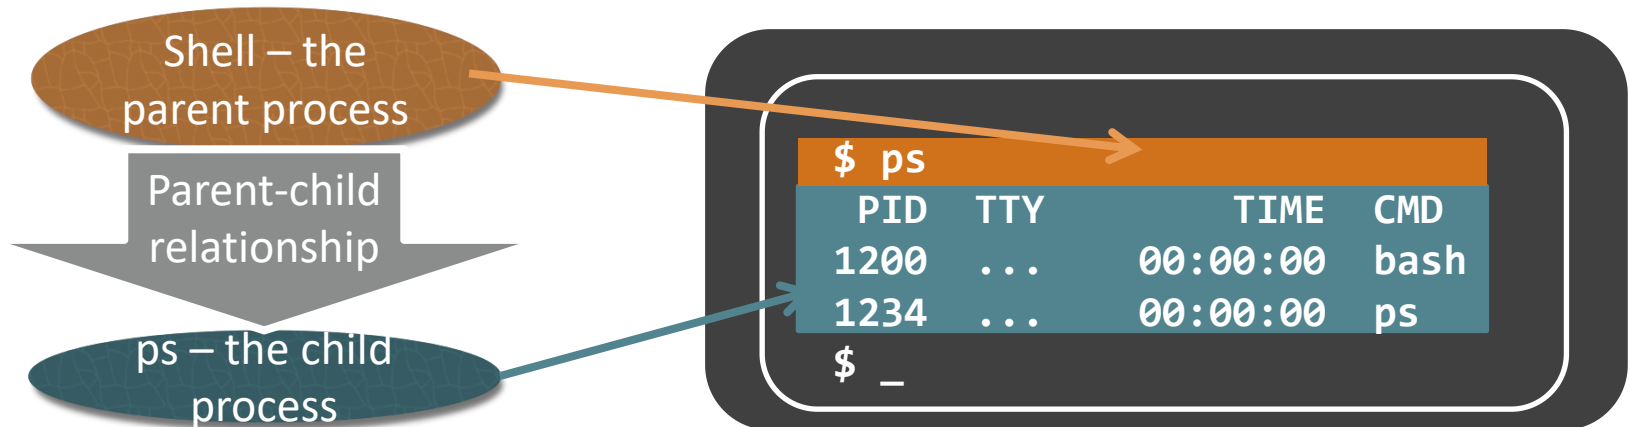 Shell – the
parent process
Parent-child
relationship
ps – the child
process
$ ps
PID TTY TIME CMD
1200 ... 00:00:00 bash
1234 ... 00:00:00 ps
$ _